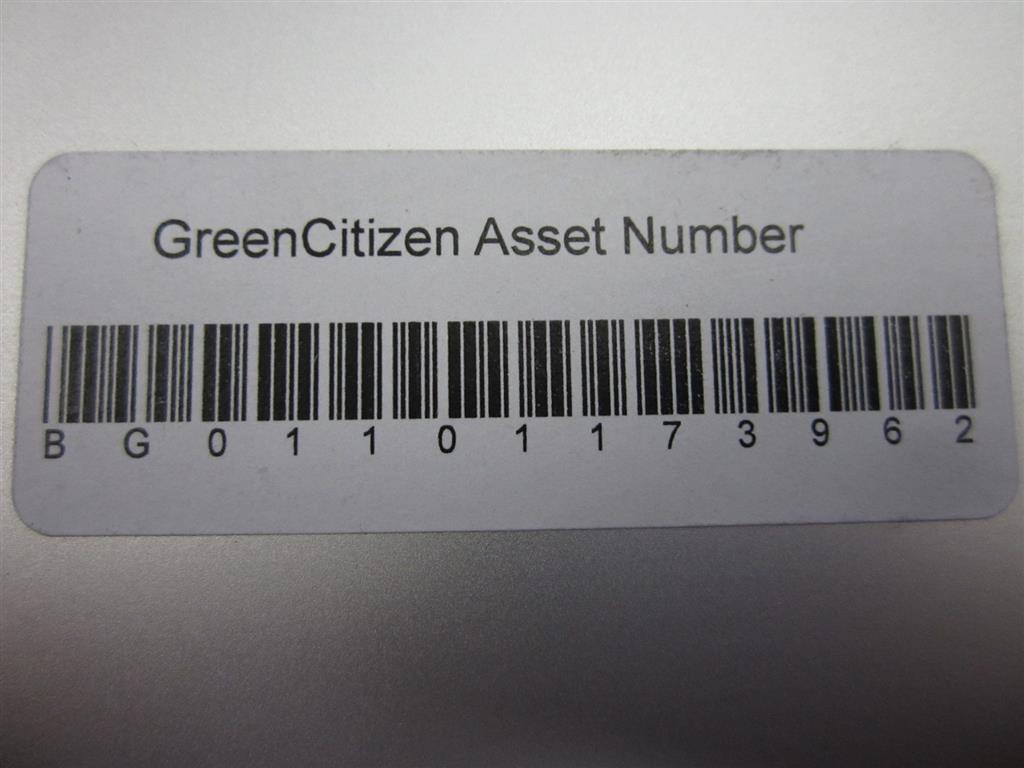 GreenCitizen Asset Number
B G 0 1 1 0 1 1 7 3 9 6 2